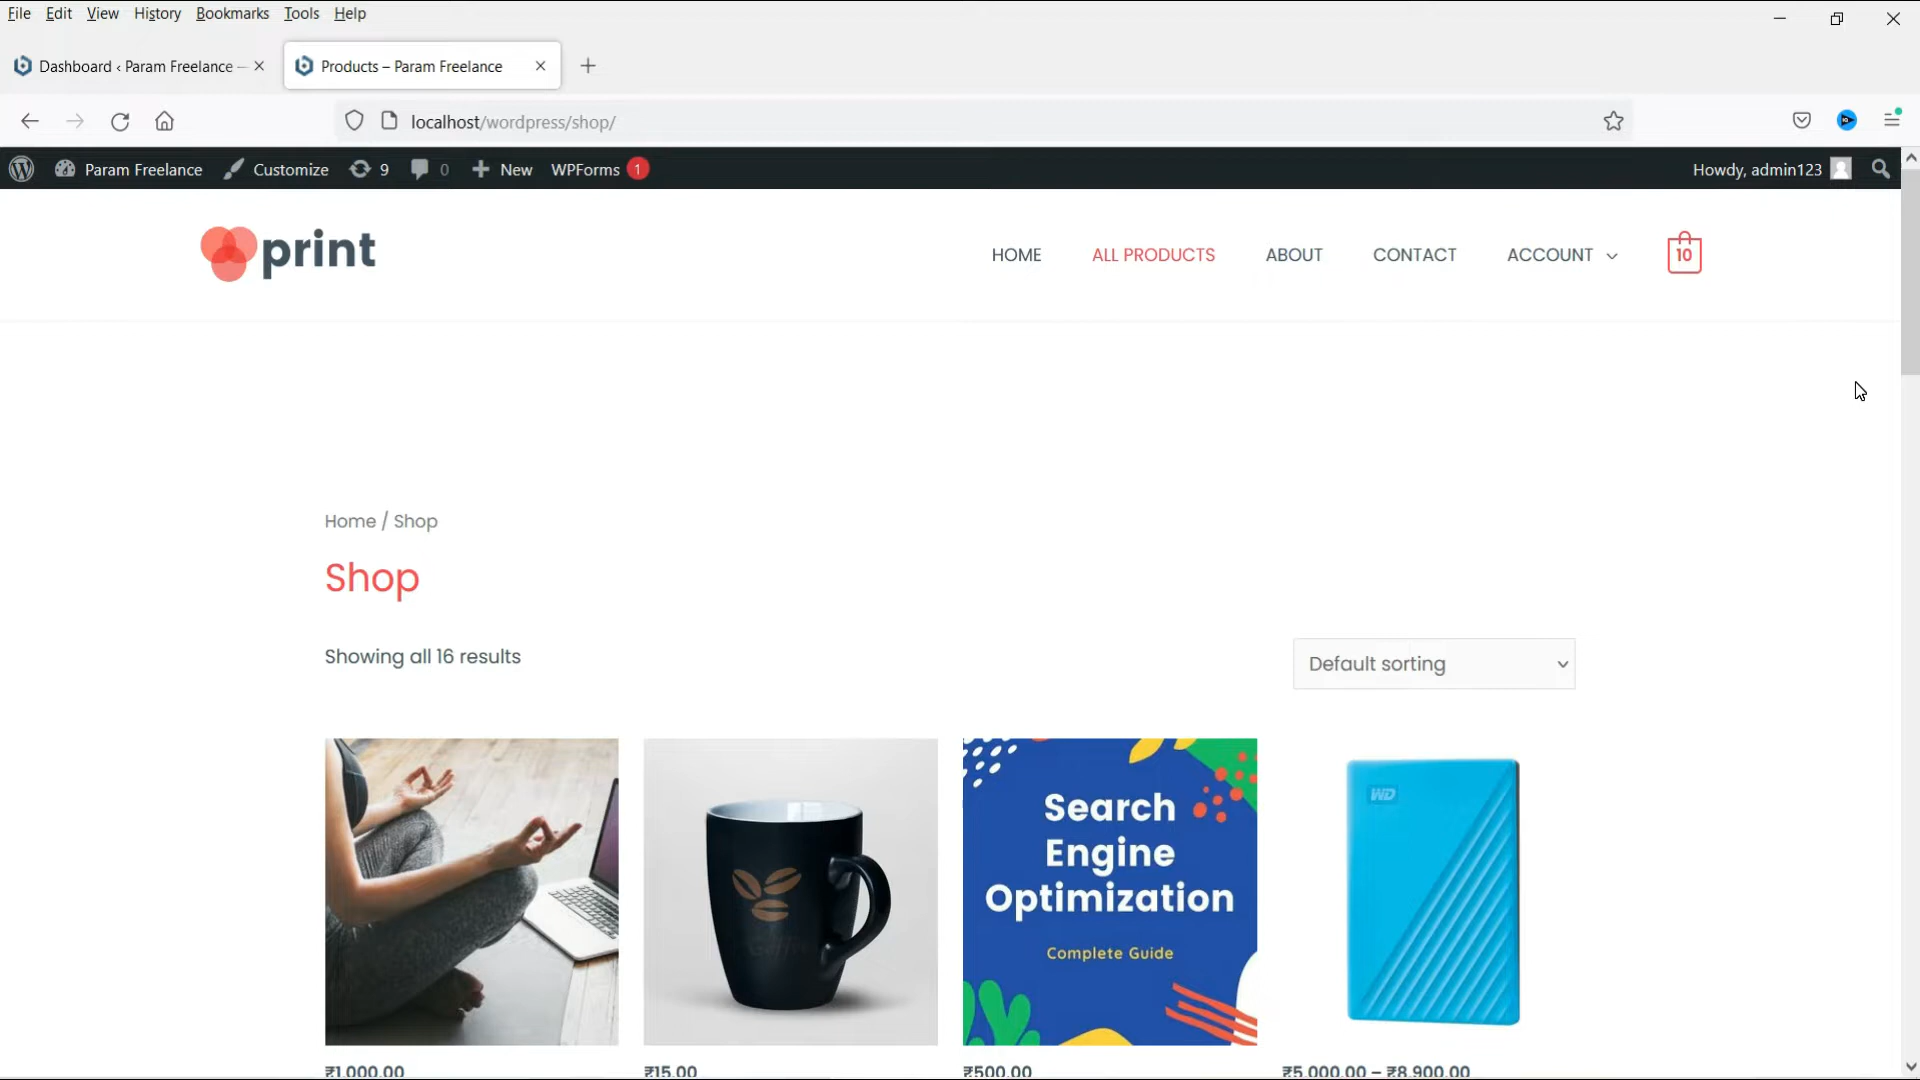 File Edit View History Bookmarks Tools Help
Dashboard ‹ Param Freelance —
Products – Param Freelance
localhost/wordpress/shop/
Param Freelance Customize 9 0 New WPForms 1 Howdy, admin123
print
HOME ALL PRODUCTS ABOUT CONTACT ACCOUNT 10
Home / Shop
Shop
Showing all 16 results
Default sorting
Search
Engine
Optimization
Complete Guide
WD
₹1,000.00 ₹15.00 ₹500.00 ₹5,000.00 – ₹8,900.00